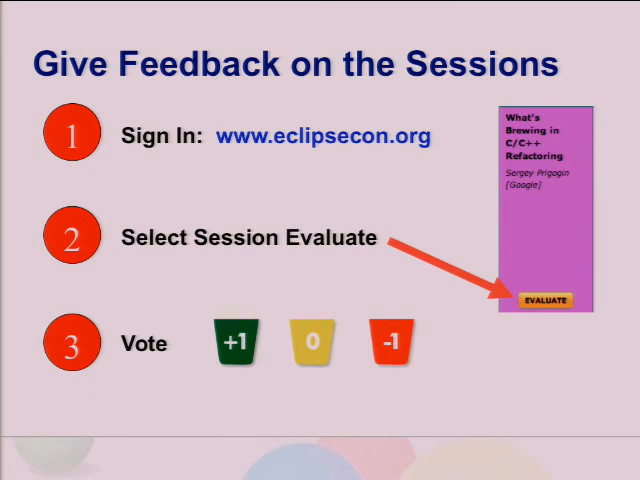 Give Feedback on the Sessions
1 Sign In: www.eclipsecon.org
What's
Brewing in
C/C++
Refactoring
Sergey Prigogin
[Google]
2 Select Session Evaluate
EVALUATE
3 Vote +1 0 -1